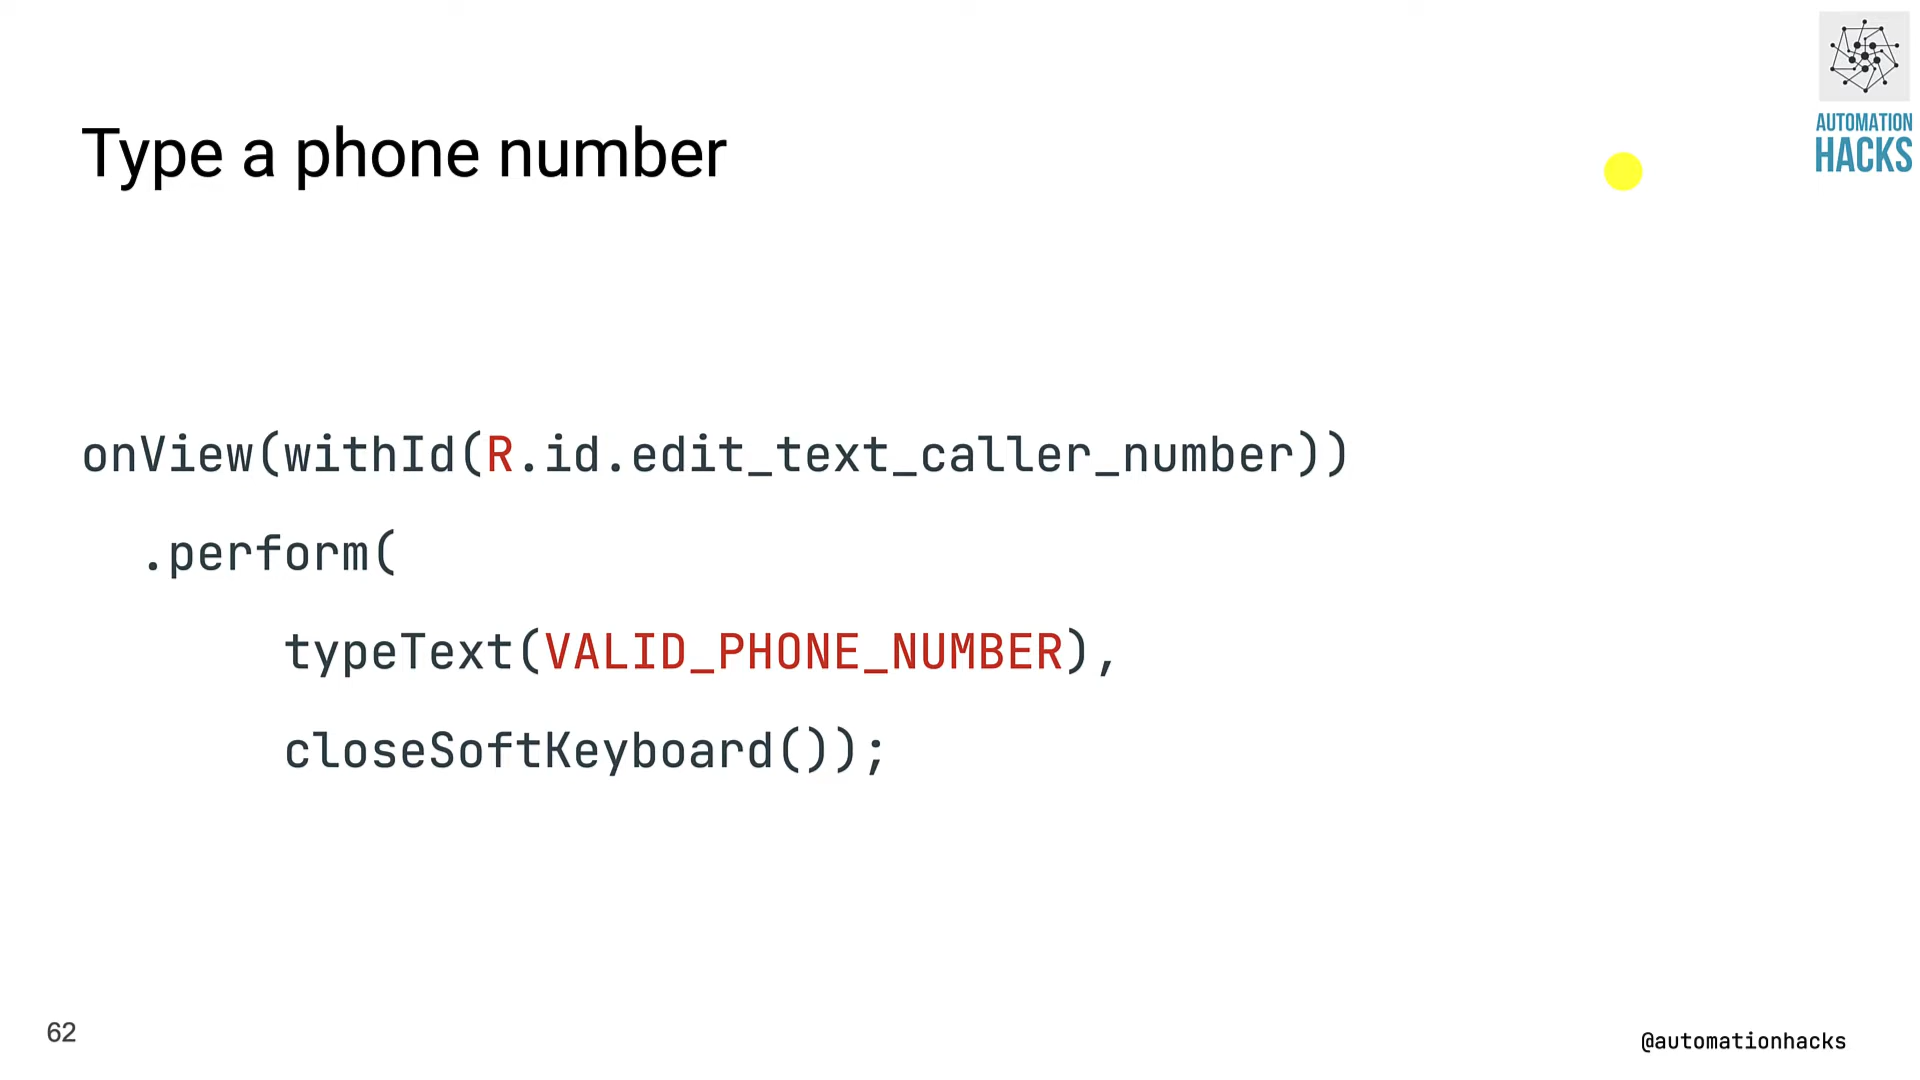 AUTOMATION
HACKS
Type a phone number
onView(withId(R.id.edit_text_caller_number))
.perform(
typeText(VALID_PHONE_NUMBER),
closeSoftKeyboard());
62
@automationhacks